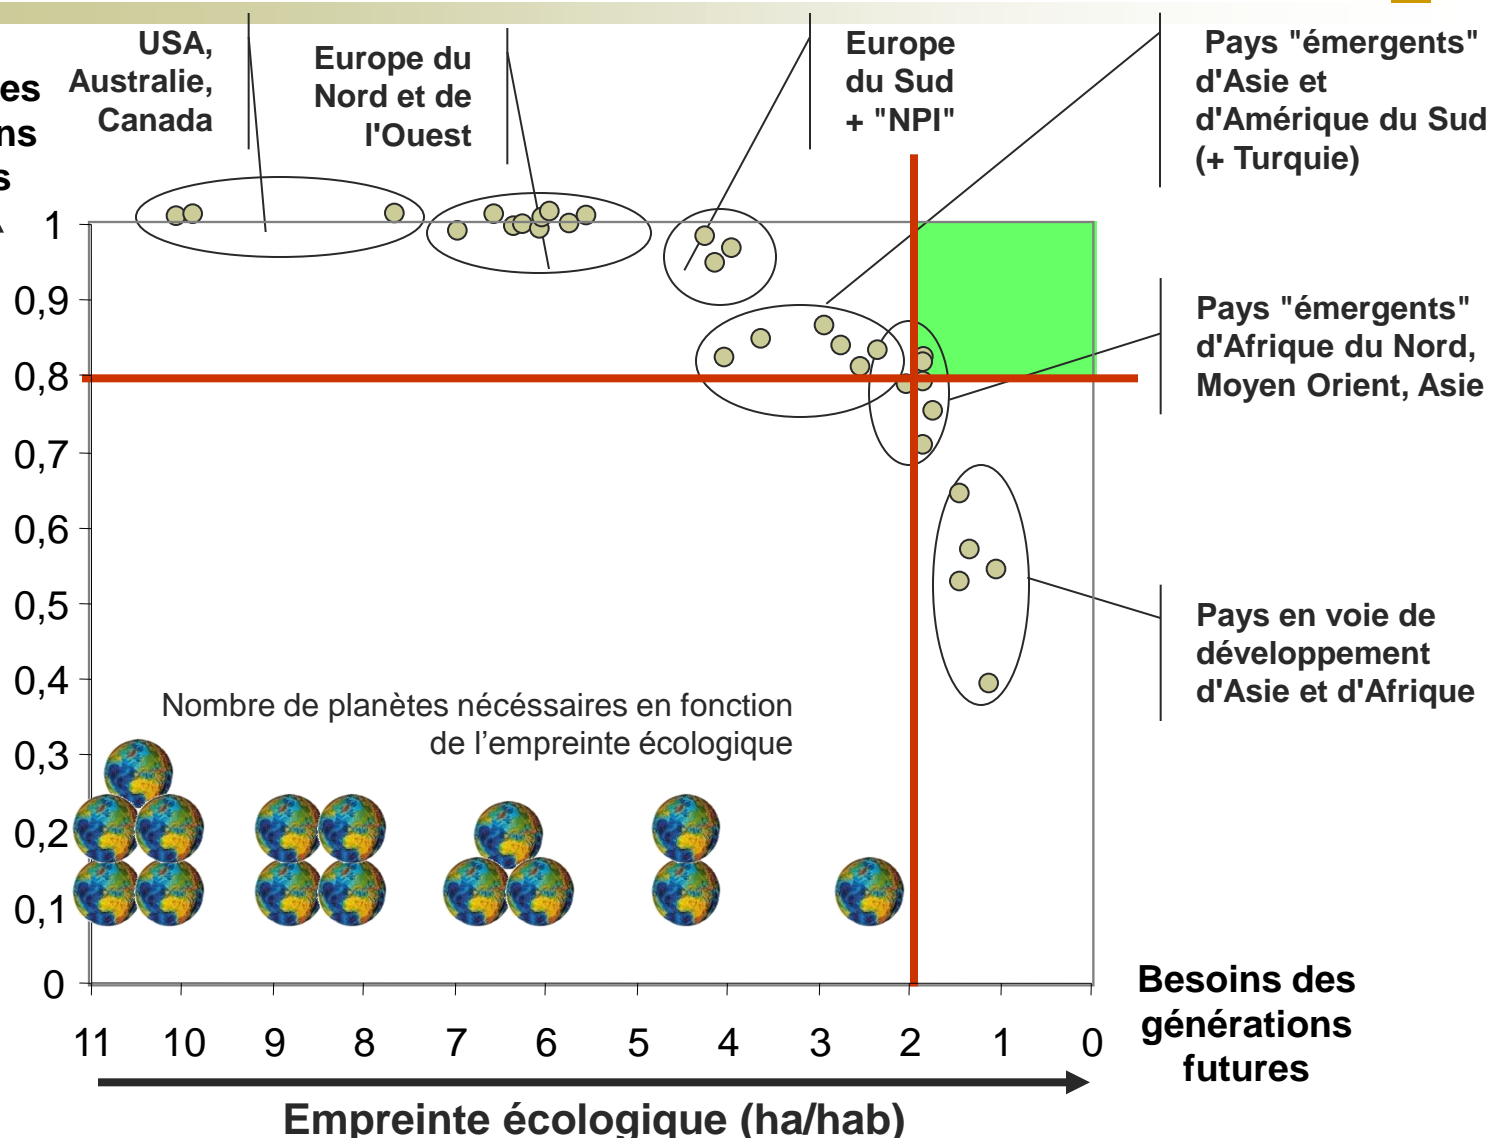 USA,
Australie,
Canada
Europe du
Nord et de
l'Ouest
Europe
du Sud
+ "NPI"
Pays "émergents"
d'Asie et
d'Amérique du Sud
(+ Turquie)
Pays "émergents"
d'Afrique du Nord,
Moyen Orient, Asie
Pays en voie de
développement
d'Asie et d'Afrique
es
ns
s
1
0,9
0,8
0,7
0,6
0,5
0,4
0,3
0,2
0,1
0
Nombre de planètes nécéssaires en fonction
de l’empreinte écologique
11 10 9 8 7 6 5 4 3 2 1 0
Besoins des
générations
futures
Empreinte écologique (ha/hab)